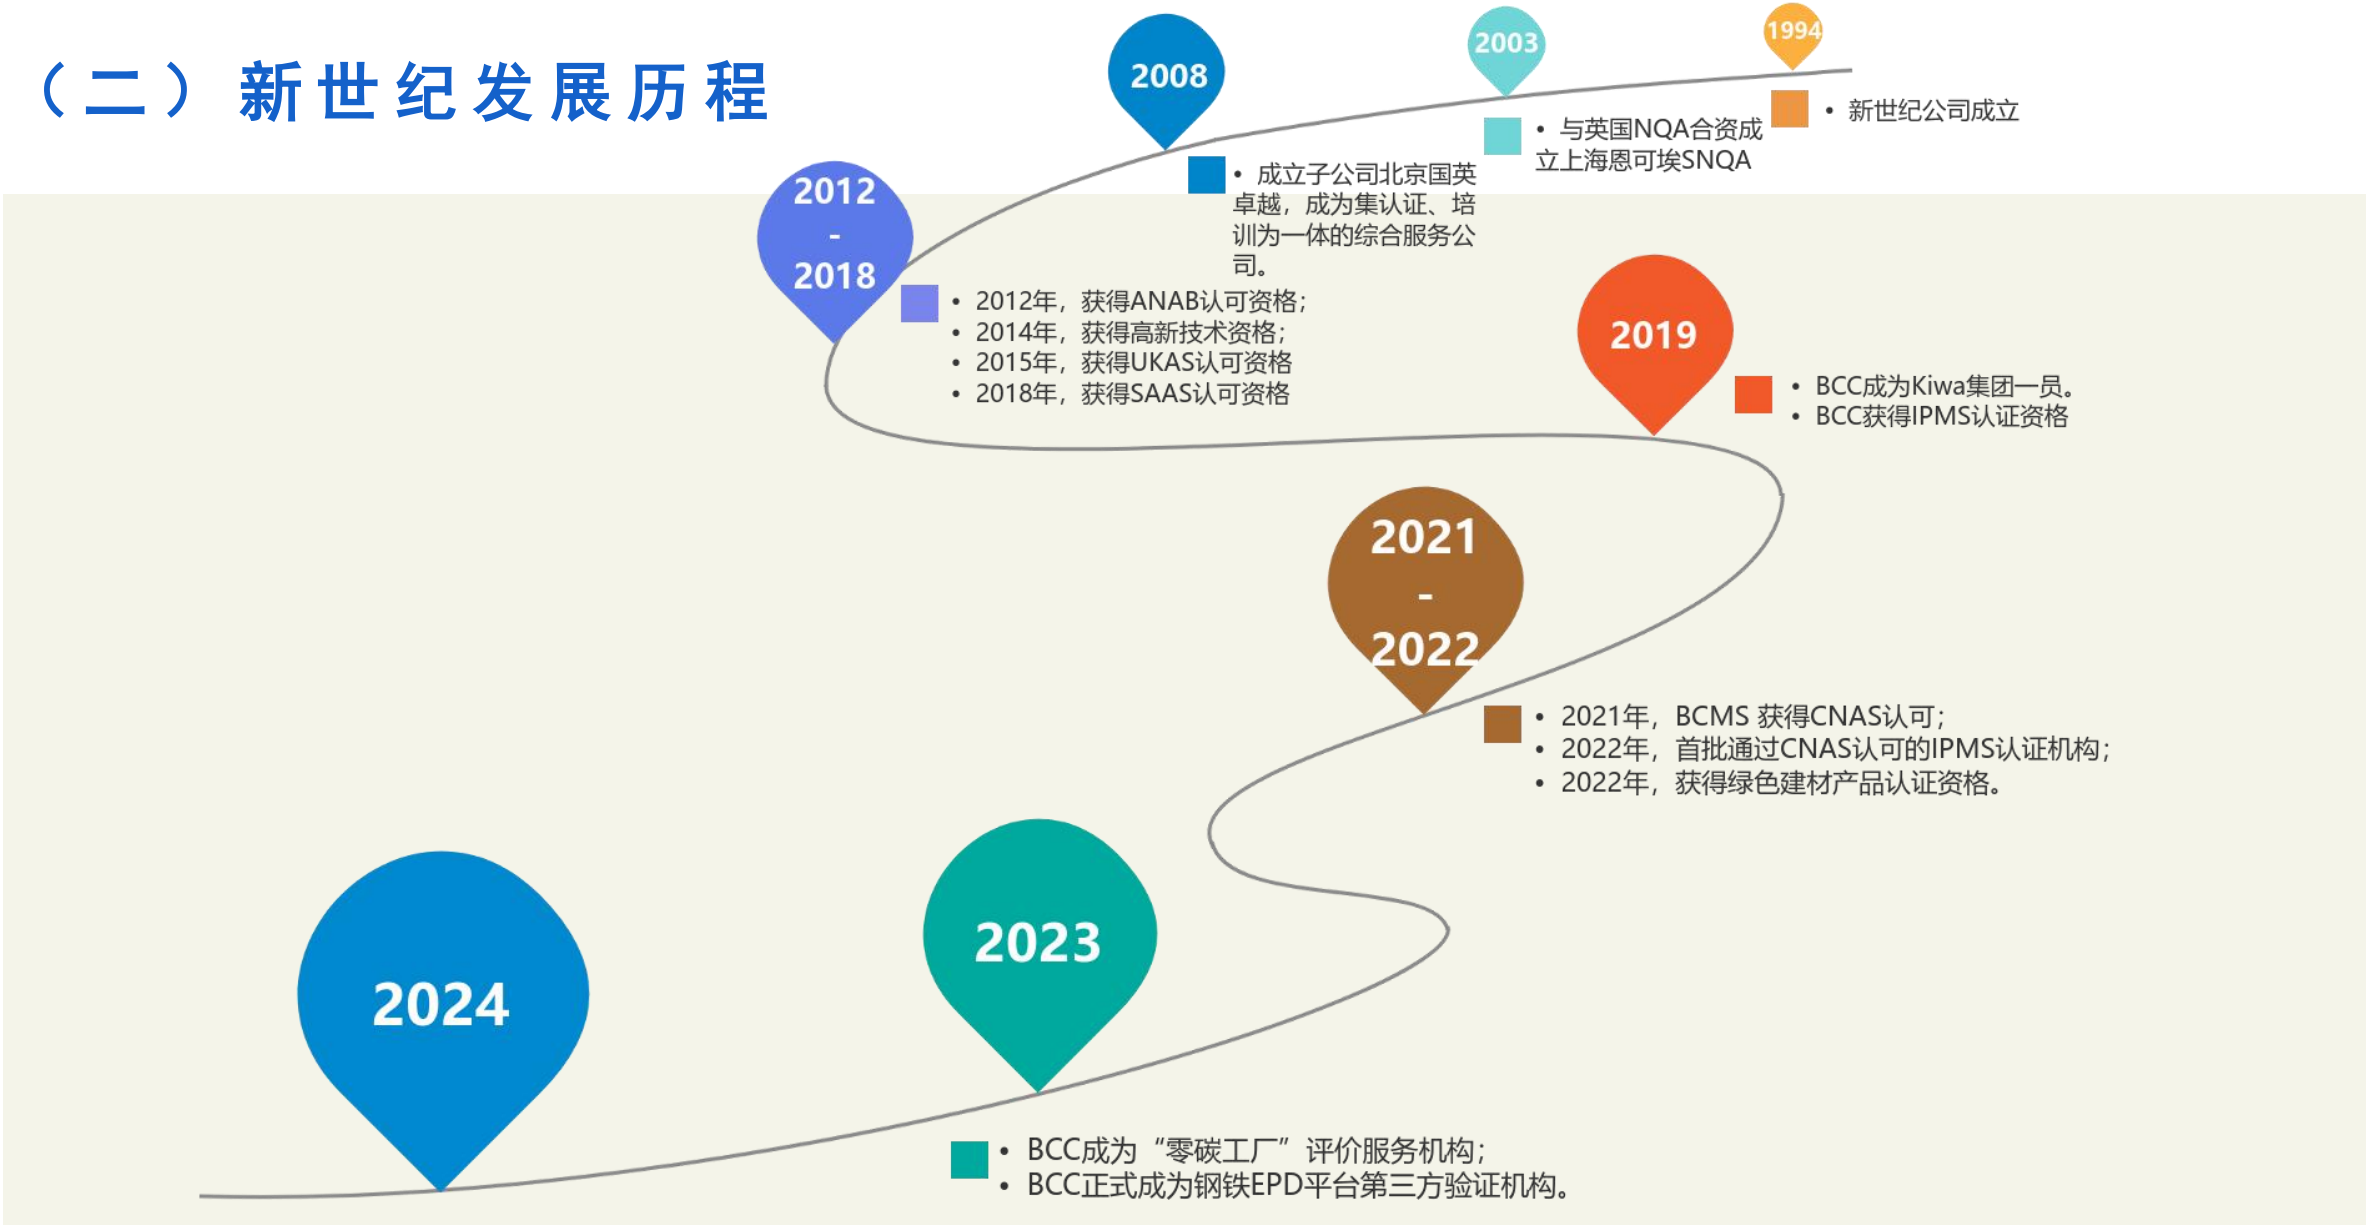 （二）新世纪发展历程
1994
• 新世纪公司成立
2003
• 与英国NQA合资成
立上海恩可埃SNQA
2008
• 成立子公司北京国英
卓越，成为集认证、培
训为一体的综合服务公
司。
2012
-
2018
• 2012年，获得ANAB认可资格；
• 2014年，获得高新技术资格；
• 2015年，获得UKAS认可资格
• 2018年，获得SAAS认可资格
2019
• BCC成为Kiwa集团一员。
• BCC获得IPMS认证资格
2021
-
2022
• 2021年，BCMS 获得CNAS认可；
• 2022年，首批通过CNAS认可的IPMS认证机构；
• 2022年，获得绿色建材产品认证资格。
2023
• BCC成为“零碳工厂”评价服务机构；
• BCC正式成为钢铁EPD平台第三方验证机构。
2024